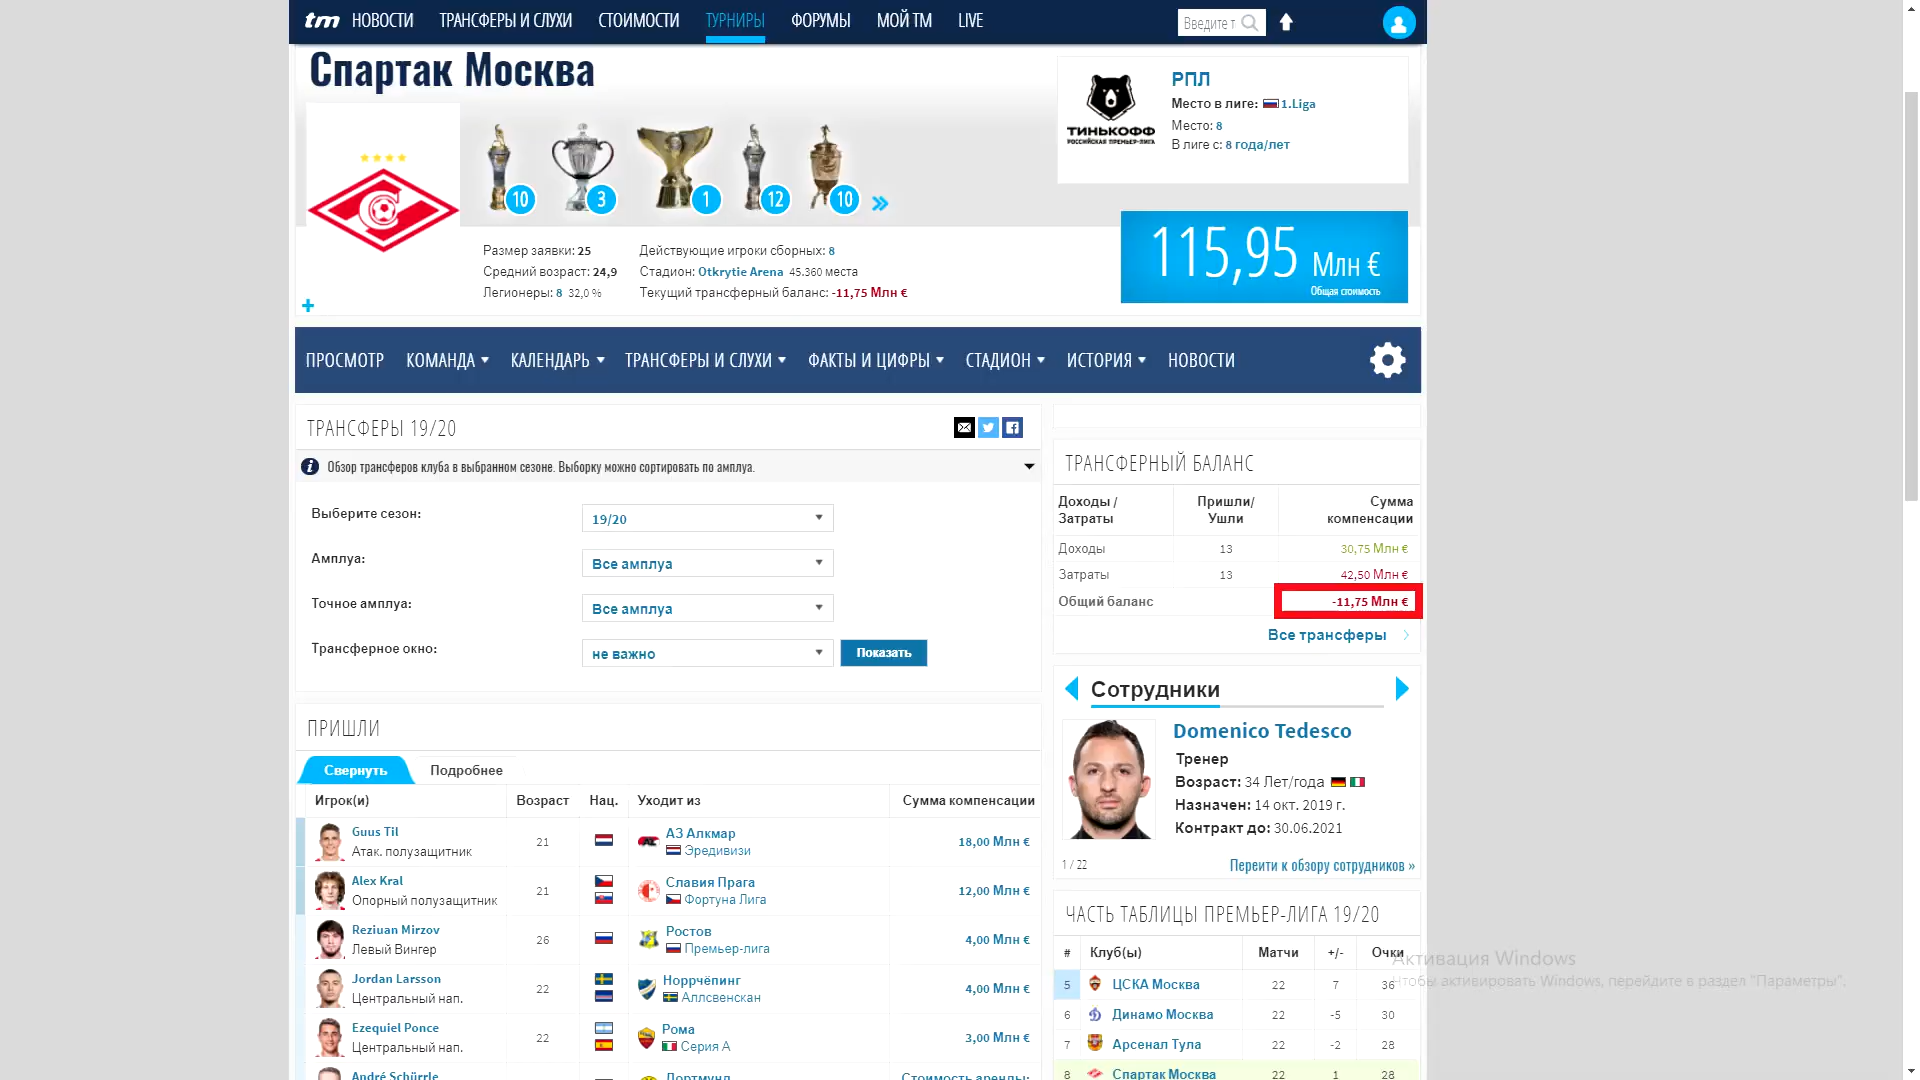 tm НОВОСТИ ТРАНСФЕРЫ И СЛУХИ СТОИМОСТИ ТУРНИРЫ ФОРУМЫ МОЙ ТМ LIVE Введите т
Спартак Москва
10 3 1 12 10
Размер заявки: 25
Средний возраст: 24,9
Легионеры: 8 32,0 %
Действующие игроки сборных: 8
Стадион: Otkrytie Arena 45.360 места
Текущий трансферный баланс: -11,75 Млн €
ТИНЬКОФФ
РОССИЙСКАЯ ПРЕМЬЕР-ЛИГА
РПЛ
Место в лиге: 1.Liga
Место: 8
В лиге с: 8 года/лет
115,95 Млн €
Общая стоимость
ПРОСМОТР КОМАНДА КАЛЕНДАРЬ ТРАНСФЕРЫ И СЛУХИ ФАКТЫ И ЦИФРЫ СТАДИОН ИСТОРИЯ НОВОСТИ
ТРАНСФЕРЫ 19/20
Обзор трансферов клуба в выбранном сезоне. Выборку можно сортировать по амплуа.
Выберите сезон: 19/20
Амплуа: Все амплуа
Точное амплуа: Все амплуа
Трансферное окно: не важно Показать
ПРИШЛИ
Свернуть Подробнее
Игрок(и) Возраст Нац. Уходит из Сумма компенсации
Guus Til
Атак. полузащитник
21
АЗ Алкмар
Эредивизи
18,00 Млн €
Alex Kral
Опорный полузащитник
21
Славия Прага
Фортуна Лига
12,00 Млн €
Reziuan Mirzov
Левый Вингер
26
Ростов
Премьер-лига
4,00 Млн €
Jordan Larsson
Центральный нап.
22
Норрчёпинг
Аллсвенскан
4,00 Млн €
Ezequiel Ponce
Центральный нап.
22
Рома
Серия А
3,00 Млн €
André Schürrle
Дортмунд
Стоимость аренды:
ТРАНСФЕРНЫЙ БАЛАНС
Доходы /
Затраты
Пришли/
Ушли
Сумма
компенсации
Доходы 13 30,75 Млн €
Затраты 13 42,50 Млн €
Общий баланс -11,75 Млн €
Все трансферы
Сотрудники
Domenico Tedesco
Тренер
Возраст: 34 Лет/года
Назначен: 14 окт. 2019 г.
Контракт до: 30.06.2021
1 / 22
Перейти к обзору сотрудников »
ЧАСТЬ ТАБЛИЦЫ ПРЕМЬЕР-ЛИГА 19/20
# Клуб(ы) Матчи +/- Очки
5 ЦСКА Москва 22 7 36
6 Динамо Москва 22 -5 30
7 Арсенал Тула 22 -2 28
8 Спартак Москва 22 1 28
Активация Windows
Чтобы активировать Windows, перейдите в раздел "Параметры".